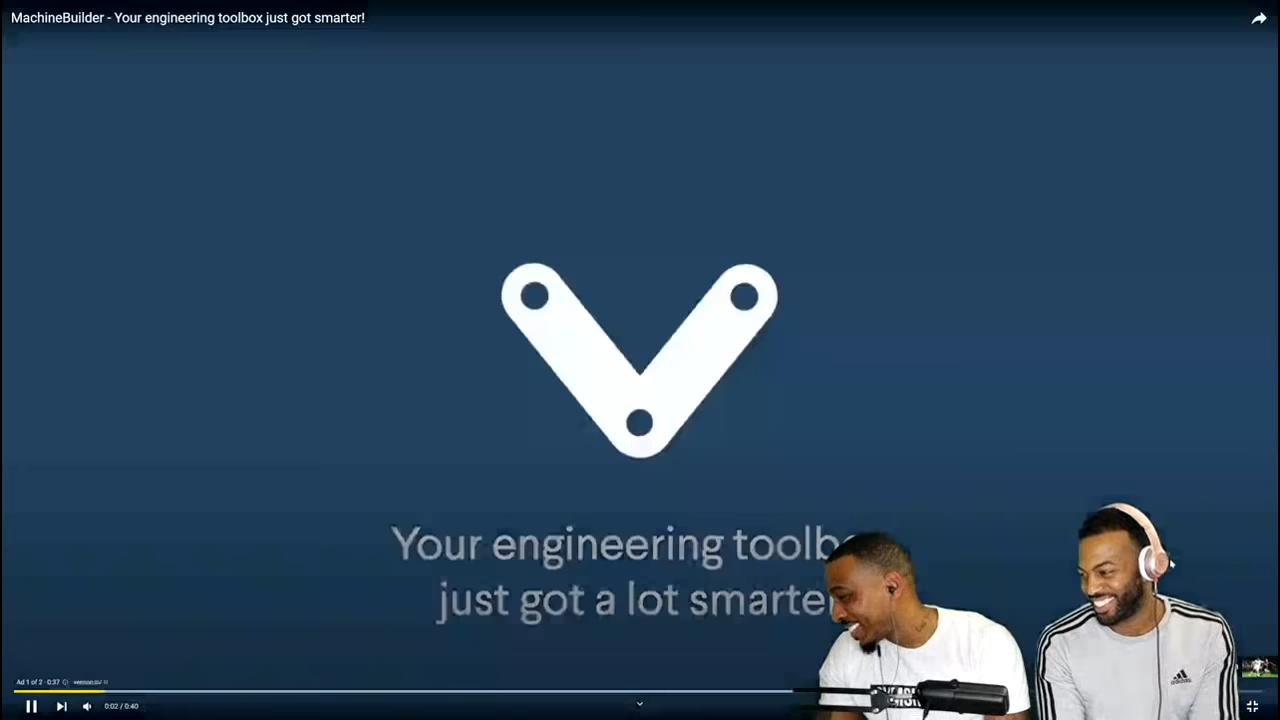 MachineBuilder - Your engineering toolbox just got smarter!
Your engineering toolb
just got a lot smarte
Ad 1 of 2 · 0:37
0:02 / 0:40